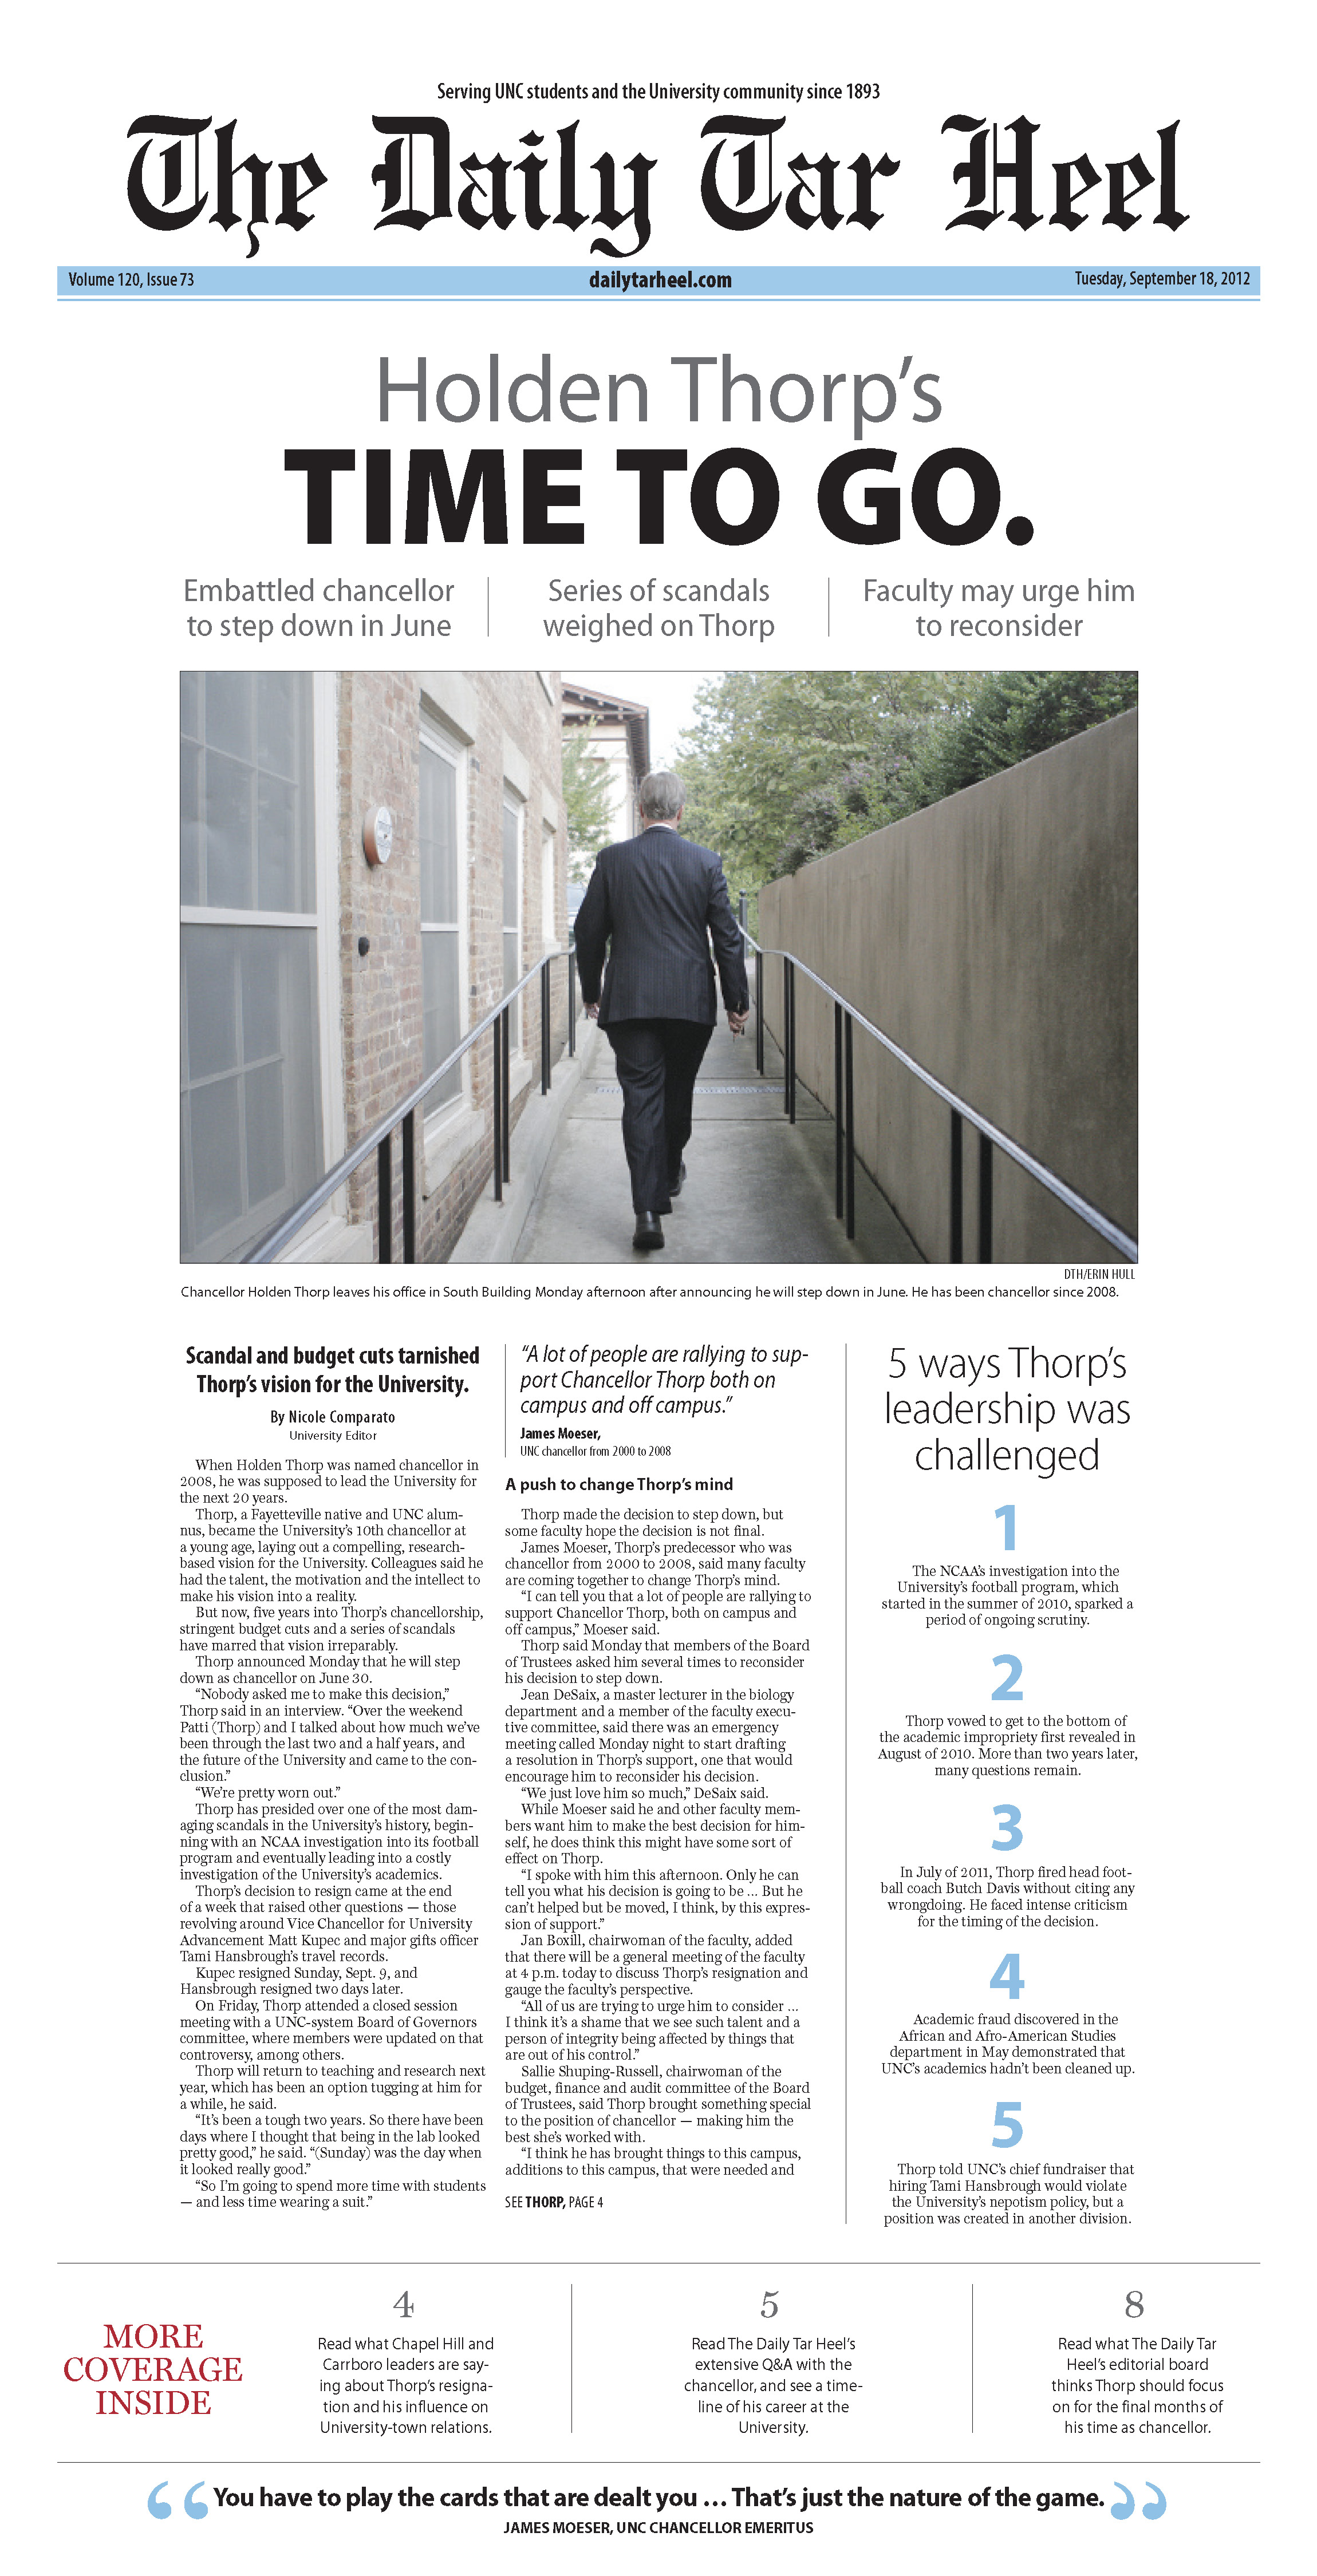 Serving UNC students and the University community since 1893
The Daily Tar Heel
Volume 120, Issue 73
dailytarheel.com
Tuesday, September 18, 2012
Holden Thorp’s
TIME TO GO.
Embattled chancellor
to step down in June
Series of scandals
weighed on Thorp
Faculty may urge him
to reconsider
DTH/ERIN HULL
Chancellor Holden Thorp leaves his office in South Building Monday afternoon after announcing he will step down in June. He has been chancellor since 2008.
Scandal and budget cuts tarnished
Thorp’s vision for the University.
By Nicole Comparato
University Editor
When Holden Thorp was named chancellor in
2008, he was supposed to lead the University for
the next 20 years.
Thorp, a Fayetteville native and UNC alum-
nus, became the University’s 10th chancellor at
a young age, laying out a compelling, research-
based vision for the University. Colleagues said he
had the talent, the motivation and the intellect to
make his vision into a reality.
But now, five years into Thorp’s chancellorship,
stringent budget cuts and a series of scandals
have marred that vision irreparably.
Thorp announced Monday that he will step
down as chancellor on June 30.
“Nobody asked me to make this decision,”
Thorp said in an interview. “Over the weekend
Patti (Thorp) and I talked about how much we’ve
been through the last two and a half years, and
the future of the University and came to the con-
clusion.”
“We’re pretty worn out.”
Thorp has presided over one of the most dam-
aging scandals in the University’s history, begin-
ning with an NCAA investigation into its football
program and eventually leading into a costly
investigation of the University’s academics.
Thorp’s decision to resign came at the end
of a week that raised other questions — those
revolving around Vice Chancellor for University
Advancement Matt Kupec and major gifts officer
Tami Hansbrough’s travel records.
Kupec resigned Sunday, Sept. 9, and
Hansbrough resigned two days later.
On Friday, Thorp attended a closed session
meeting with a UNC-system Board of Governors
committee, where members were updated on that
controversy, among others.
Thorp will return to teaching and research next
year, which has been an option tugging at him for
a while, he said.
“It’s been a tough two years. So there have been
days where I thought that being in the lab looked
pretty good,” he said. “(Sunday) was the day when
it looked really good.”
“So I’m going to spend more time with students
— and less time wearing a suit.”
“A lot of people are rallying to sup-
port Chancellor Thorp both on
campus and off campus.”
James Moeser,
UNC chancellor from 2000 to 2008
A push to change Thorp’s mind
Thorp made the decision to step down, but
some faculty hope the decision is not final.
James Moeser, Thorp’s predecessor who was
chancellor from 2000 to 2008, said many faculty
are coming together to change Thorp’s mind.
“I can tell you that a lot of people are rallying to
support Chancellor Thorp, both on campus and
off campus,” Moeser said.
Thorp said Monday that members of the Board
of Trustees asked him several times to reconsider
his decision to step down.
Jean DeSaix, a master lecturer in the biology
department and a member of the faculty execu-
tive committee, said there was an emergency
meeting called Monday night to start drafting
a resolution in Thorp’s support, one that would
encourage him to reconsider his decision.
“We just love him so much,” DeSaix said.
While Moeser said he and other faculty mem-
bers want him to make the best decision for him-
self, he does think this might have some sort of
effect on Thorp.
“I spoke with him this afternoon. Only he can
tell you what his decision is going to be ... But he
can’t helped but be moved, I think, by this expres-
sion of support.”
Jan Boxill, chairwoman of the faculty, added
that there will be a general meeting of the faculty
at 4 p.m. today to discuss Thorp’s resignation and
gauge the faculty’s perspective.
“All of us are trying to urge him to consider ...
I think it’s a shame that we see such talent and a
person of integrity being affected by things that
are out of his control.”
Sallie Shuping-Russell, chairwoman of the
budget, finance and audit committee of the Board
of Trustees, said Thorp brought something special
to the position of chancellor — making him the
best she’s worked with.
“I think he has brought things to this campus,
additions to this campus, that were needed and
SEE THORP, PAGE 4
5 ways Thorp’s
leadership was
challenged
1
The NCAA’s investigation into the
University’s football program, which
started in the summer of 2010, sparked a
period of ongoing scrutiny.
2
Thorp vowed to get to the bottom of
the academic impropriety first revealed in
August of 2010. More than two years later,
many questions remain.
3
In July of 2011, Thorp fired head foot-
ball coach Butch Davis without citing any
wrongdoing. He faced intense criticism
for the timing of the decision.
4
Academic fraud discovered in the
African and Afro-American Studies
department in May demonstrated that
UNC’s academics hadn’t been cleaned up.
5
Thorp told UNC’s chief fundraiser that
hiring Tami Hansbrough would violate
the University’s nepotism policy, but a
position was created in another division.
MORE
COVERAGE
INSIDE
4
Read what Chapel Hill and
Carrboro leaders are say-
ing about Thorp’s resigna-
tion and his influence on
University-town relations.
5
Read The Daily Tar Heel’s
extensive Q&A with the
chancellor, and see a time-
line of his career at the
University.
8
Read what The Daily Tar
Heel’s editorial board
thinks Thorp should focus
on for the final months of
his time as chancellor.
“You have to play the cards that are dealt you … That’s just the nature of the game.”
JAMES MOESER, UNC CHANCELLOR EMERITUS